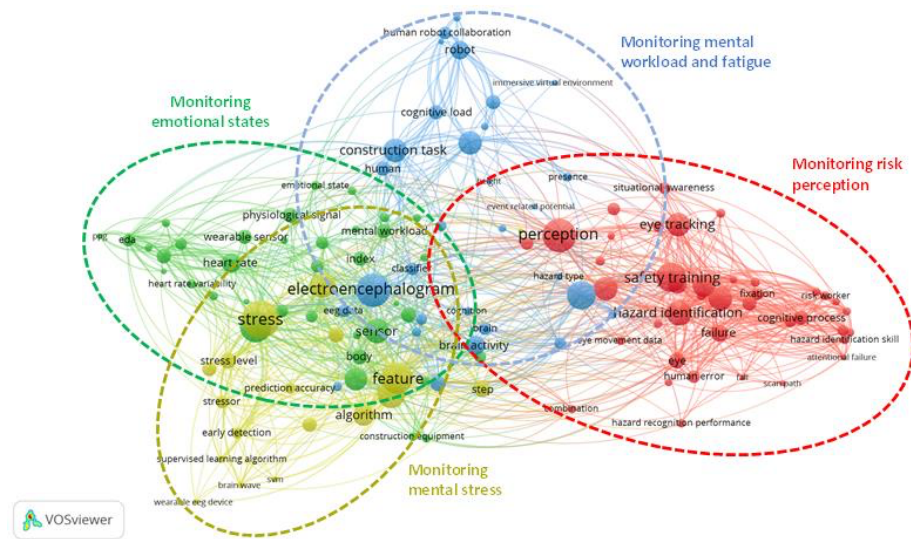 human robot collaboration
robot
Monitoring mental
workload and fatigue
immersive virtual environment
Monitoring
emotional states
cognitive load
construction task
human
Monitoring risk
perception
emotional state
height
presence
situational awareness
event related potential
physiological signal
mental workload
perception
eye tracking
ppg
eda
wearable sensor
index
classifier
heart rate
hazard type
safety training
heart rate variability
electroencephalogram
fixation
risk worker
eeg data
cognition
stress
sensor
brain
hazard identification
cognitive process
failure
hazard identification skill
brain activity
eye movement data
attentional failure
stress level
body
eye
prediction accuracy
feature
step
human error
fall
scanpath
stressor
algorithm
combination
early detection
construction equipment
hazard recognition performance
supervised learning algorithm
Monitoring
mental stress
brain wave
svm
wearable eeg device
VOSviewer